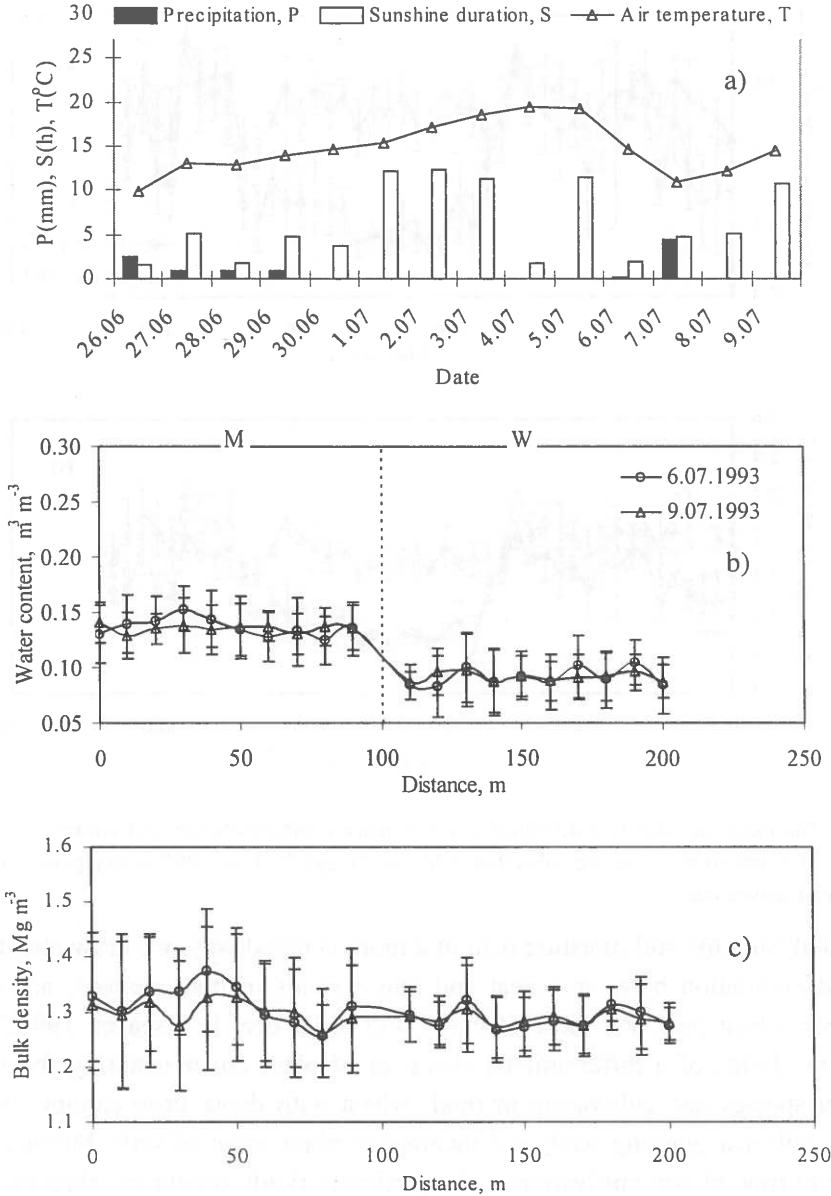 Precipitation, P Sunshine duration, S Air temperature, T
30
25
20
15
10
5
0
P(mm), S(h), T(°C)
a)
26.06 27.06 28.06 29.06 30.06 1.07 2.07 3.07 4.07 5.07 6.07 7.07 8.07 9.07
Date
M W
0.30
0.25
0.20
0.15
0.10
0.05
Water content, m³ m⁻³
6.07.1993
9.07.1993
b)
0 50 100 150 200 250
Distance, m
1.6
1.5
1.4
1.3
1.2
1.1
Bulk density, Mg m⁻³
c)
0 50 100 150 200 250
Distance, m